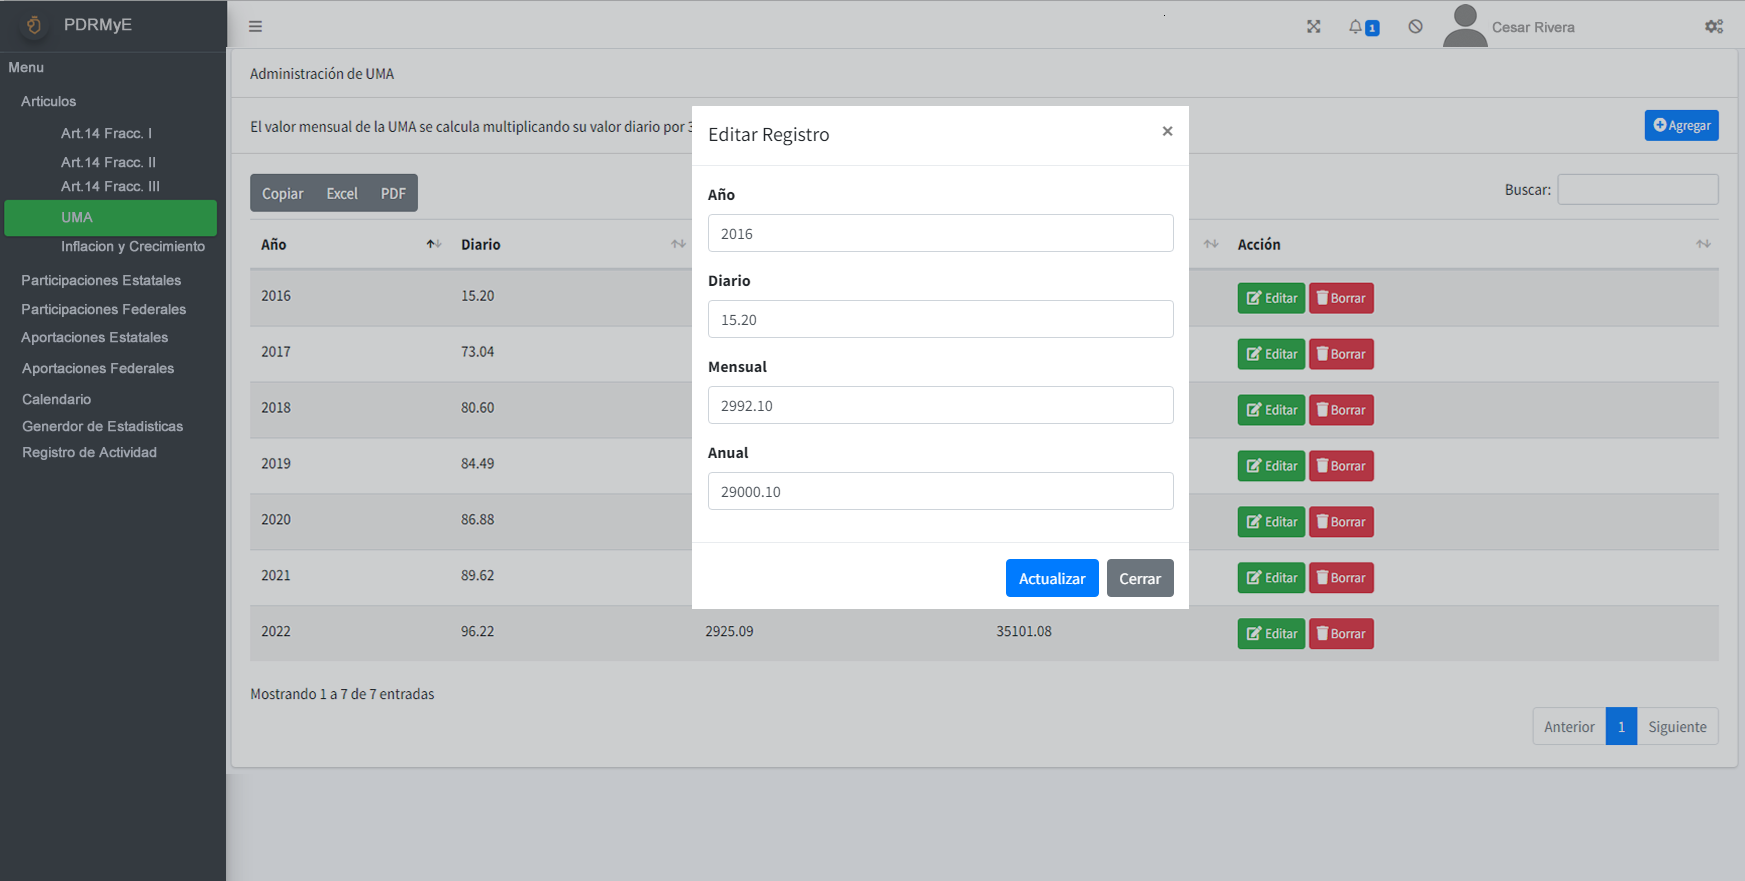 PDRMyE
1
Cesar Rivera
Menu
Articulos
Art.14 Fracc. I
Art.14 Fracc. II
Art.14 Fracc. III
UMA
Inflacion y Crecimiento
Participaciones Estatales
Participaciones Federales
Aportaciones Estatales
Aportaciones Federales
Calendario
Generdor de Estadisticas
Registro de Actividad
Administración de UMA
El valor mensual de la UMA se calcula multiplicando su valor diario por
Agregar
Copiar Excel PDF
Buscar:
Año Diario Acción
2016 15.20 Editar Borrar
2017 73.04 Editar Borrar
2018 80.60 Editar Borrar
2019 84.49 Editar Borrar
2020 86.88 Editar Borrar
2021 89.62 Editar Borrar
2022 96.22 2925.09 35101.08 Editar Borrar
Mostrando 1 a 7 de 7 entradas
Anterior 1 Siguiente
Editar Registro ×
Año
2016
Diario
15.20
Mensual
2992.10
Anual
29000.10
Actualizar Cerrar